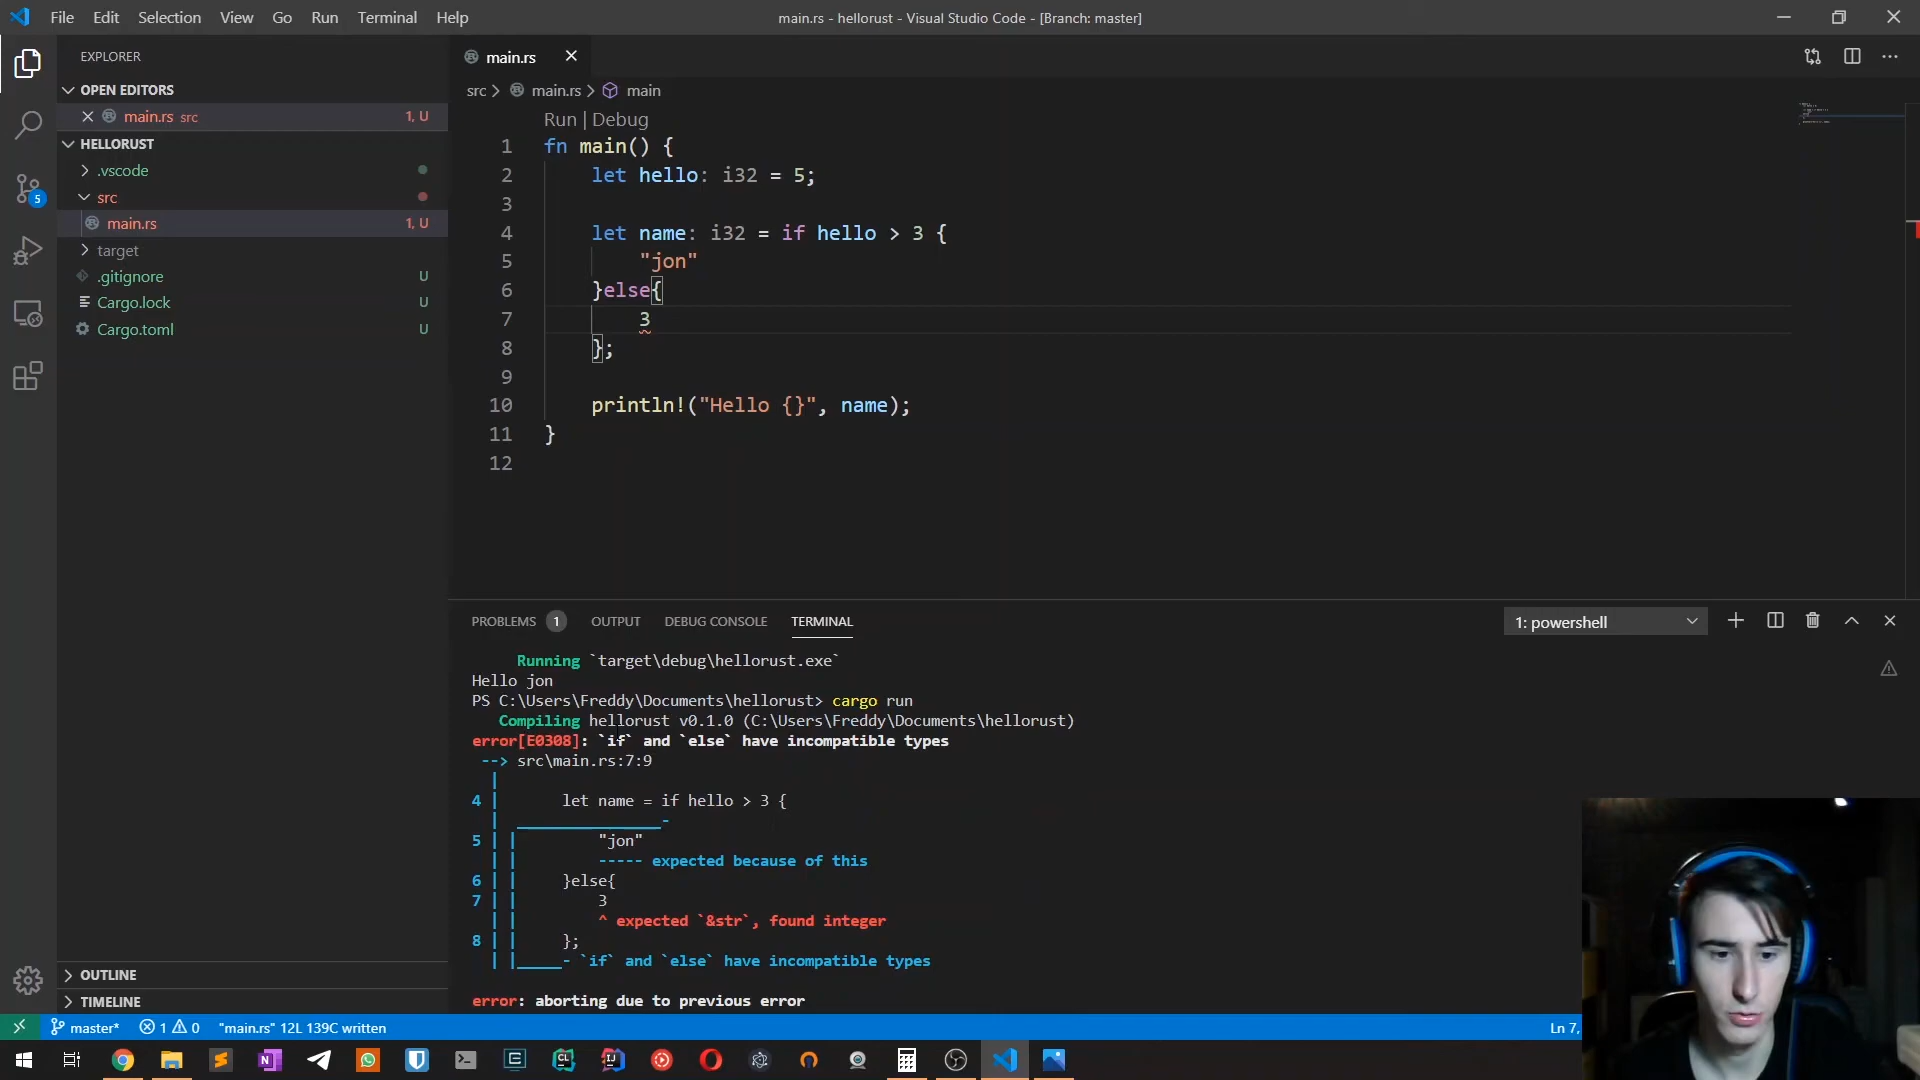 File Edit Selection View Go Run Terminal Help
main.rs - hellorust - Visual Studio Code - [Branch: master]
EXPLORER
OPEN EDITORS
main.rs src 1, U
HELLORUST
.vscode
src
main.rs 1, U
target
.gitignore U
Cargo.lock U
Cargo.toml U
OUTLINE
TIMELINE
5
main.rs
src > main.rs > main
Run | Debug
1 fn main() {
2 let hello: i32 = 5;
3
4 let name: i32 = if hello > 3 {
5 "jon"
6 }else{
7 3
8 };
9
10 println!("Hello {}", name);
11 }
12
PROBLEMS 1 OUTPUT DEBUG CONSOLE TERMINAL
1: powershell
Running `target\debug\hellorust.exe`
Hello jon
PS C:\Users\Freddy\Documents\hellorust> cargo run
Compiling hellorust v0.1.0 (C:\Users\Freddy\Documents\hellorust)
error[E0308]: `if` and `else` have incompatible types
--> src\main.rs:7:9
|
4 | let name = if hello > 3 {
| ________________-
5 | | "jon"
| | ----- expected because of this
6 | | }else{
7 | | 3
| | ^ expected `&str`, found integer
8 | | };
| |_____- `if` and `else` have incompatible types
error: aborting due to previous error
master* 1 0 "main.rs" 12L 139C written
Ln 7,